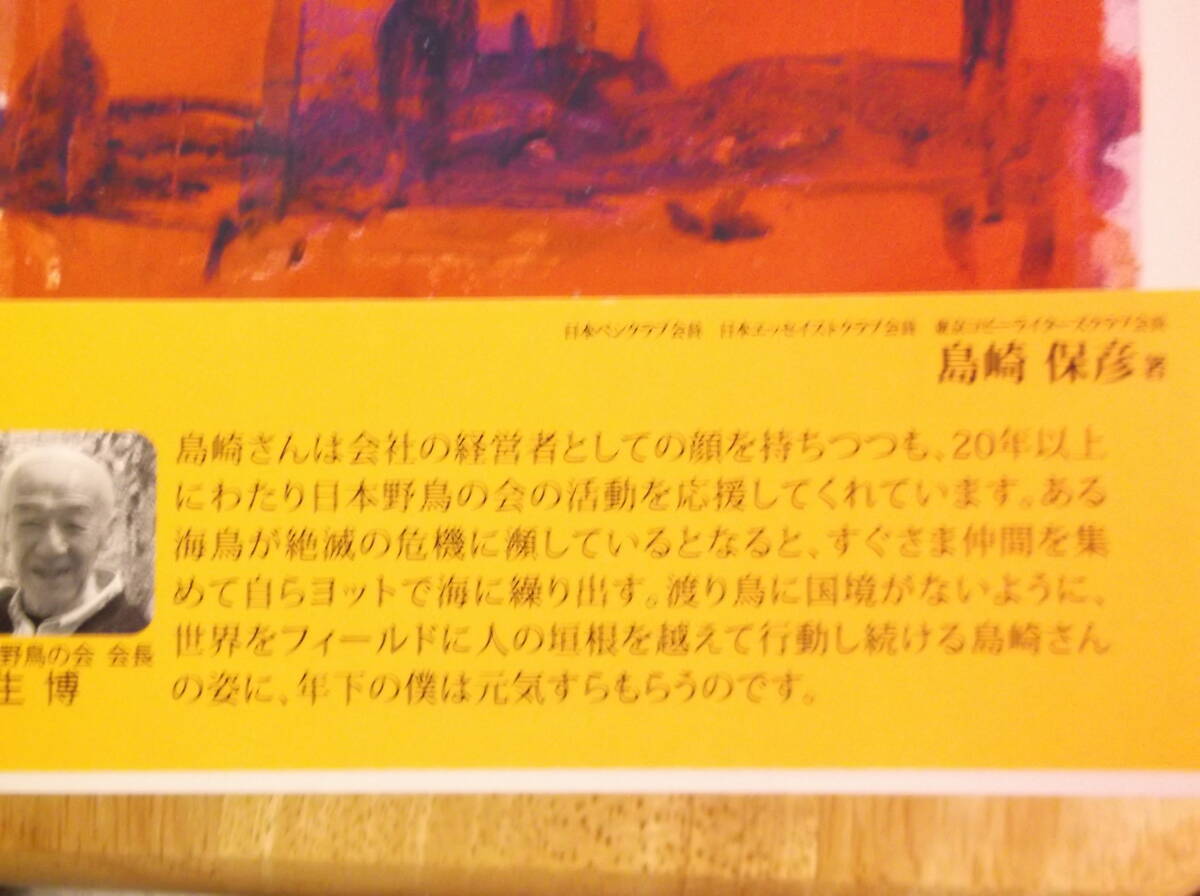 日本ペンクラブ会員 日本エッセイストクラブ会員 東京コピーライターズクラブ会員
島崎 保彦 著
島崎さんは会社の経営者としての顔を持ちつつも、20年以上
にわたり日本野鳥の会の活動を応援してくれています。ある
海鳥が絶滅の危機に瀕しているとなると、すぐさま仲間を集
めて自らヨットで海に繰り出す。渡り鳥に国境がないように、
世界をフィールドに人の垣根を越えて行動し続ける島崎さん
の姿に、年下の僕は元気すらもらうのです。
野鳥の会 会長
生 博